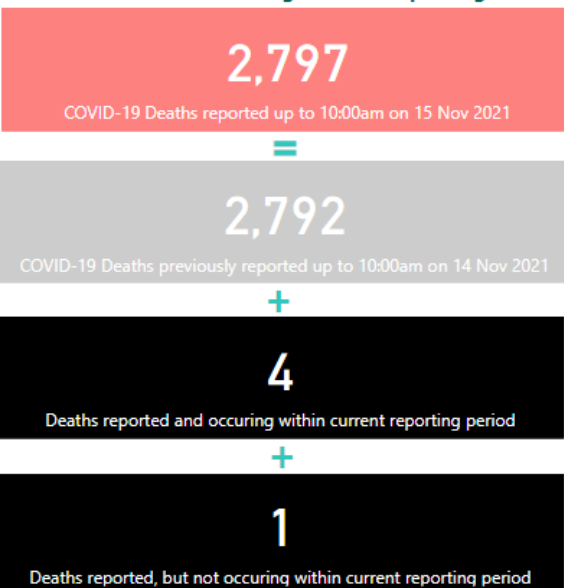 2,797
COVID-19 Deaths reported up to 10:00am on 15 Nov 2021
=
2,792
COVID-19 Deaths previously reported up to 10:00am on 14 Nov 2021
+
4
Deaths reported and occuring within current reporting period
+
1
Deaths reported, but not occuring within current reporting period